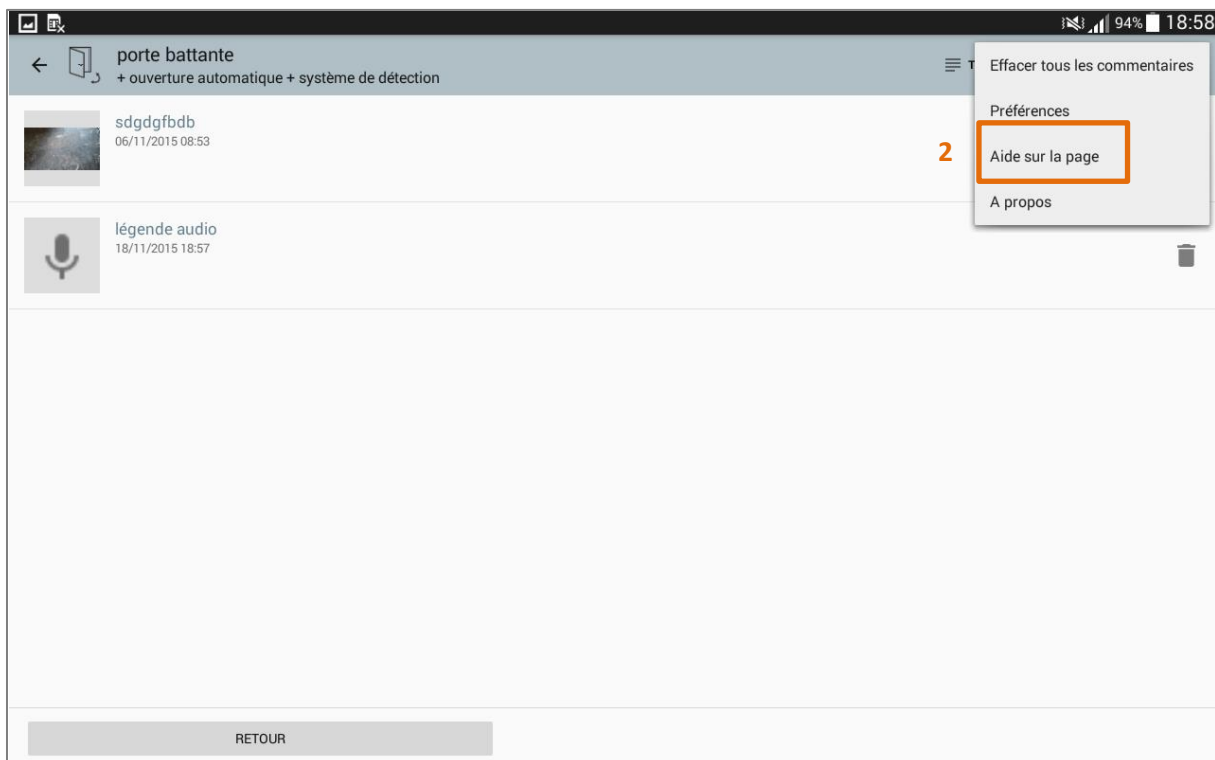 94% 18:58
porte battante
+ ouverture automatique + système de détection
T
Effacer tous les commentaires
Préférences
2 Aide sur la page
A propos
sdgdgfbdb
06/11/2015 08:53
légende audio
18/11/2015 18:57
RETOUR